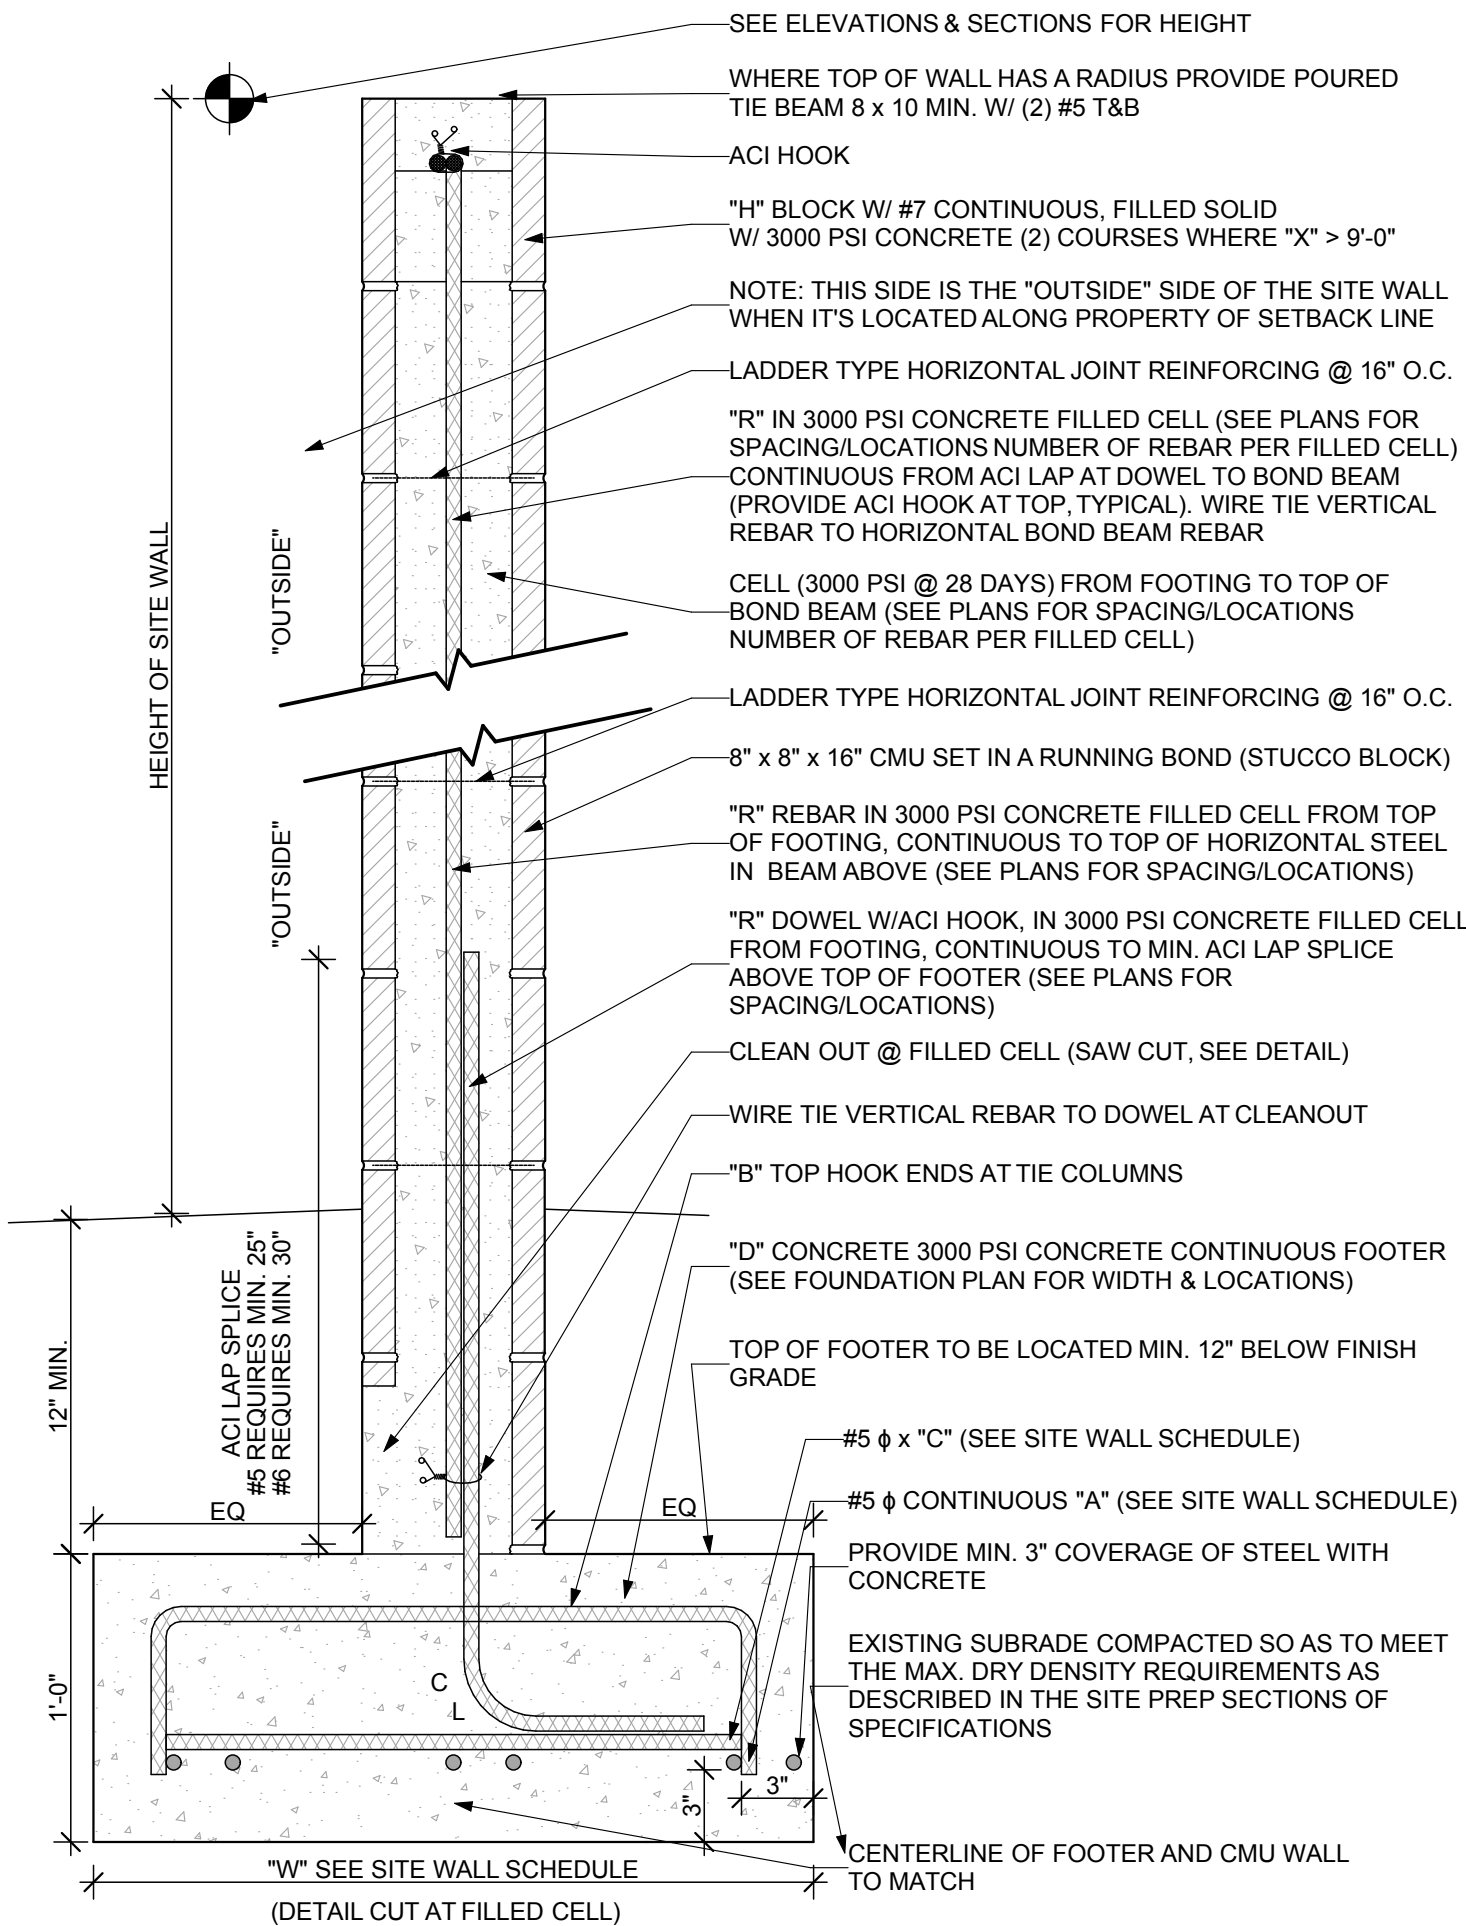 SEE ELEVATIONS & SECTIONS FOR HEIGHT
WHERE TOP OF WALL HAS A RADIUS PROVIDE POURED
TIE BEAM 8 x 10 MIN. W/ (2) #5 T&B
ACI HOOK
"H" BLOCK W/ #7 CONTINUOUS, FILLED SOLID
W/ 3000 PSI CONCRETE (2) COURSES WHERE "X" > 9'-0"
NOTE: THIS SIDE IS THE "OUTSIDE" SIDE OF THE SITE WALL
WHEN IT'S LOCATED ALONG PROPERTY OF SETBACK LINE
LADDER TYPE HORIZONTAL JOINT REINFORCING @ 16" O.C.
"R" IN 3000 PSI CONCRETE FILLED CELL (SEE PLANS FOR
SPACING/LOCATIONS NUMBER OF REBAR PER FILLED CELL)
CONTINUOUS FROM ACI LAP AT DOWEL TO BOND BEAM
(PROVIDE ACI HOOK AT TOP, TYPICAL). WIRE TIE VERTICAL
REBAR TO HORIZONTAL BOND BEAM REBAR
CELL (3000 PSI @ 28 DAYS) FROM FOOTING TO TOP OF
BOND BEAM (SEE PLANS FOR SPACING/LOCATIONS
NUMBER OF REBAR PER FILLED CELL)
LADDER TYPE HORIZONTAL JOINT REINFORCING @ 16" O.C.
8" x 8" x 16" CMU SET IN A RUNNING BOND (STUCCO BLOCK)
"R" REBAR IN 3000 PSI CONCRETE FILLED CELL FROM TOP
OF FOOTING, CONTINUOUS TO TOP OF HORIZONTAL STEEL
IN BEAM ABOVE (SEE PLANS FOR SPACING/LOCATIONS)
"R" DOWEL W/ACI HOOK, IN 3000 PSI CONCRETE FILLED CELL
FROM FOOTING, CONTINUOUS TO MIN. ACI LAP SPLICE
ABOVE TOP OF FOOTER (SEE PLANS FOR
SPACING/LOCATIONS)
CLEAN OUT @ FILLED CELL (SAW CUT, SEE DETAIL)
WIRE TIE VERTICAL REBAR TO DOWEL AT CLEANOUT
"B" TOP HOOK ENDS AT TIE COLUMNS
"D" CONCRETE 3000 PSI CONCRETE CONTINUOUS FOOTER
(SEE FOUNDATION PLAN FOR WIDTH & LOCATIONS)
TOP OF FOOTER TO BE LOCATED MIN. 12" BELOW FINISH
GRADE
#5 ϕ x "C" (SEE SITE WALL SCHEDULE)
#5 ϕ CONTINUOUS "A" (SEE SITE WALL SCHEDULE)
PROVIDE MIN. 3" COVERAGE OF STEEL WITH
CONCRETE
EXISTING SUBRADE COMPACTED SO AS TO MEET
THE MAX. DRY DENSITY REQUIREMENTS AS
DESCRIBED IN THE SITE PREP SECTIONS OF
SPECIFICATIONS
CENTERLINE OF FOOTER AND CMU WALL
TO MATCH
HEIGHT OF SITE WALL
"OUTSIDE"
"OUTSIDE"
12" MIN.
ACI LAP SPLICE
#5 REQUIRES MIN. 25"
#6 REQUIRES MIN. 30"
EQ
EQ
1'-0"
C
L
3"
3"
"W" SEE SITE WALL SCHEDULE
(DETAIL CUT AT FILLED CELL)